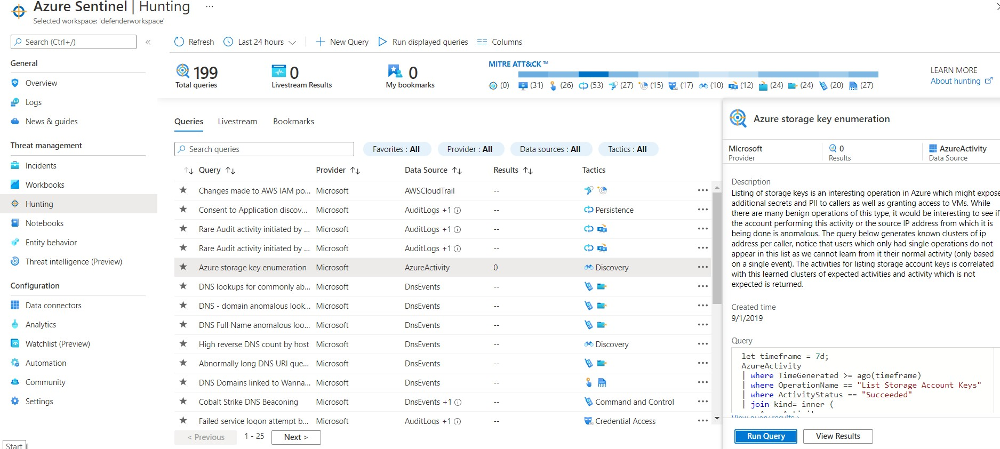 Azure Sentinel | Hunting ...
Selected workspace: 'defenderworkspace'
Search (Ctrl+/)
«
General
Overview
Logs
News & guides
Threat management
Incidents
Workbooks
Hunting
Notebooks
Entity behavior
Threat intelligence (Preview)
Configuration
Data connectors
Analytics
Watchlist (Preview)
Automation
Community
Settings
Start
Refresh Last 24 hours New Query Run displayed queries Columns
199 Total queries
0 Livestream Results
0 My bookmarks
MITRE ATT&CK ™
(0) (31) (26) (53) (27) (15) (17) (10) (12) (24) (24) (20) (27)
LEARN MORE
About hunting
Queries Livestream Bookmarks
Search queries Favorites : All Provider : All Data sources : All Tactics : All
Query Provider Data Source Results Tactics
Changes made to AWS IAM po... Microsoft AWSCloudTrail --
Consent to Application discov... Microsoft AuditLogs +1 -- Persistence
Rare Audit activity initiated by ... Microsoft AuditLogs +1 --
Rare Audit activity initiated by ... Microsoft AuditLogs +1 --
Azure storage key enumeration Microsoft AzureActivity 0 Discovery
DNS lookups for commonly ab... Microsoft DnsEvents --
DNS - domain anomalous look... Microsoft DnsEvents --
DNS Full Name anomalous loo... Microsoft DnsEvents --
High reverse DNS count by host Microsoft DnsEvents -- Discovery
Abnormally long DNS URI que... Microsoft DnsEvents --
DNS Domains linked to Wanna... Microsoft DnsEvents --
Cobalt Strike DNS Beaconing Microsoft DnsEvents +1 -- Command and Control
Failed service logon attempt b... Microsoft AuditLogs +1 -- Credential Access
< Previous 1 - 25 Next >
Azure storage key enumeration
Microsoft 0 AzureActivity
Provider Results Data Source
Description
Listing of storage keys is an interesting operation in Azure which might expose
additional secrets and PII to callers as well as granting access to VMs. While
there are many benign operations of this type, it would be interesting to see if
the account performing this activity or the source IP address from which it is
being done is anomalous. The query below generates known clusters of ip
address per caller, notice that users which only had single operations do not
appear in this list as we cannot learn from it their normal activity (only based
on a single event). The activities for listing storage account keys is correlated
with this learned clusters of expected activities and activity which is not
expected is returned.
Created time
9/1/2019
Query
let timeframe = 7d;
AzureActivity
| where TimeGenerated >= ago(timeframe)
| where OperationName == "List Storage Account Keys"
| where ActivityStatus == "Succeeded"
| join kind= inner (
View query results >
Run Query View Results